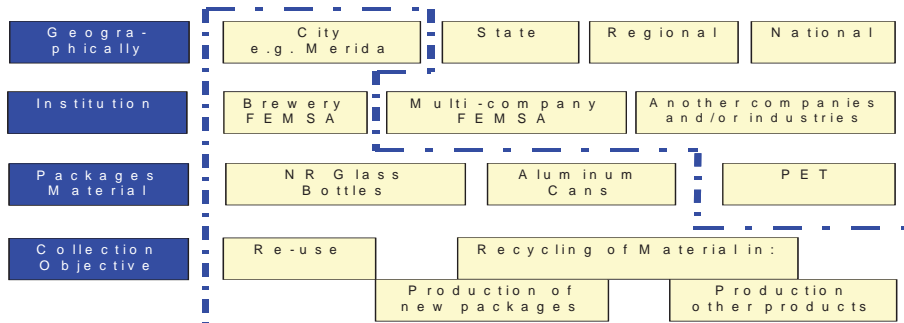 Geogra-
phically
City
e.g. Merida
State
Regional
National
Institution
Brewery
FEMSA
Multi-company
FEMSA
Another companies
and/or industries
Packages
Material
NR Glass
Bottles
Aluminum
Cans
PET
Collection
Objective
Re-use
Recycling of Material in:
Production of
new packages
Production
other products